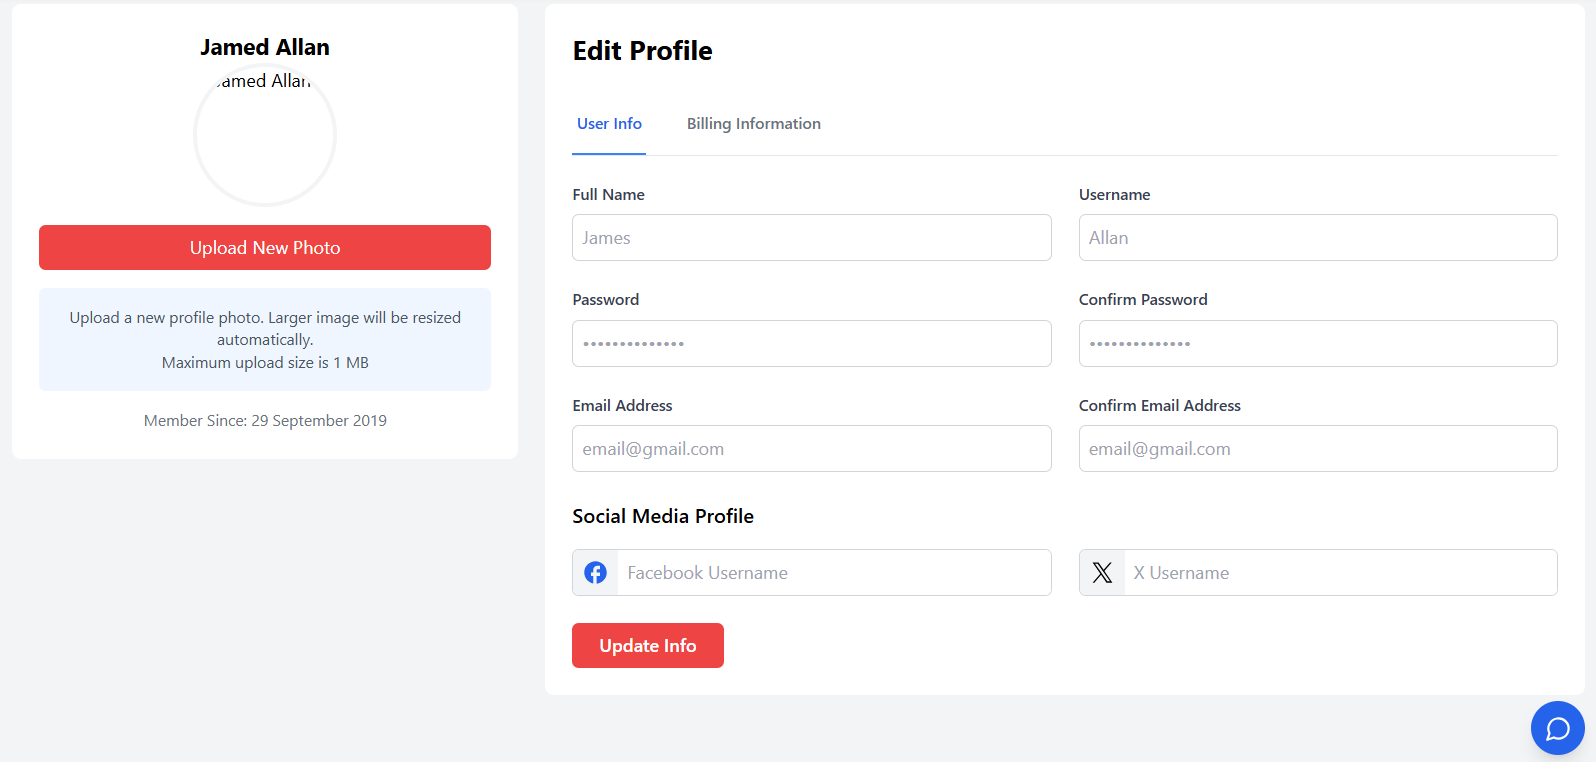 Jamed Allan
Jamed Allan
Upload New Photo
Upload a new profile photo. Larger image will be resized
automatically.
Maximum upload size is 1 MB
Member Since: 29 September 2019
Edit Profile
User Info
Billing Information
Full Name
James
Username
Allan
Password
••••••••••••••
Confirm Password
••••••••••••••
Email Address
email@gmail.com
Confirm Email Address
email@gmail.com
Social Media Profile
Facebook Username
X Username
Update Info